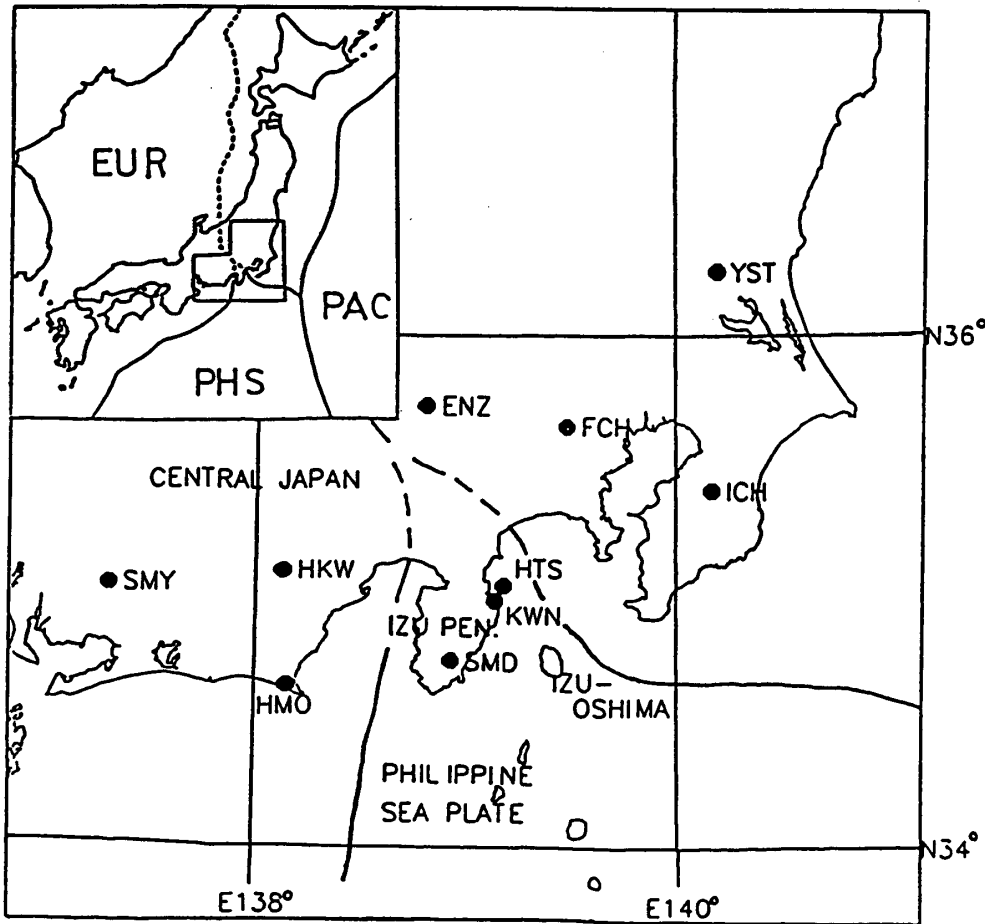 EUR
PAC
PHS
YST
N36°
ENZ
FCH
CENTRAL JAPAN
ICH
SMY
HKW
HTS
KWN
IZU PEN.
SMD
HMO
IZU-
OSHIMA
PHILIPPINE
SEA PLATE
N34°
E138°
E140°